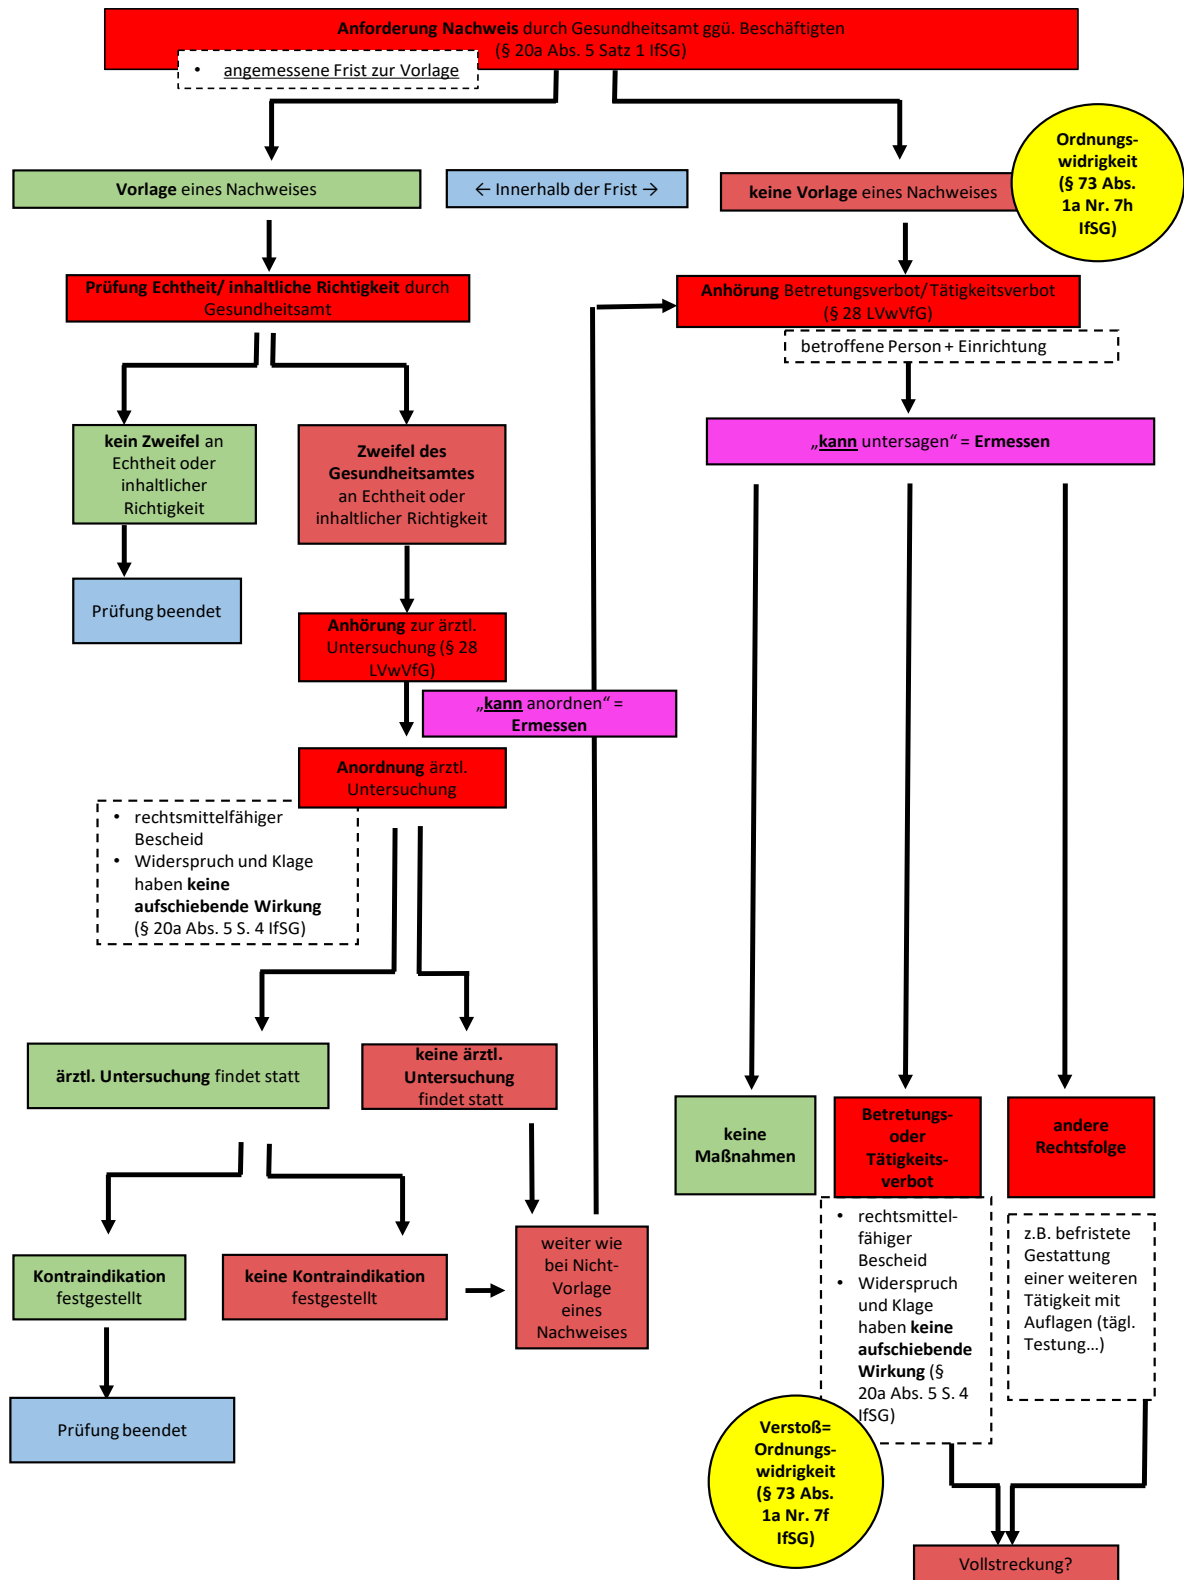 Anforderung Nachweis durch Gesundheitsamt ggü. Beschäftigten
(§ 20a Abs. 5 Satz 1 IfSG)
• angemessene Frist zur Vorlage
Ordnungs-
widrigkeit
(§ 73 Abs.
1a Nr. 7h
IfSG)
Vorlage eines Nachweises
← Innerhalb der Frist →
keine Vorlage eines Nachweises
Prüfung Echtheit/ inhaltliche Richtigkeit durch
Gesundheitsamt
Anhörung Betretungsverbot/Tätigkeitsverbot
(§ 28 LVwVfG)
betroffene Person + Einrichtung
kein Zweifel an
Echtheit oder
inhaltlicher
Richtigkeit
Zweifel des
Gesundheitsamtes
an Echtheit oder
inhaltlicher Richtigkeit
„kann untersagen“ = Ermessen
Prüfung beendet
Anhörung zur ärztl.
Untersuchung (§ 28
LVwVfG)
„kann anordnen“ =
Ermessen
Anordnung ärztl.
Untersuchung
• rechtsmittelfähiger
Bescheid
• Widerspruch und Klage
haben keine
aufschiebende Wirkung
(§ 20a Abs. 5 S. 4 IfSG)
ärztl. Untersuchung findet statt
keine ärztl.
Untersuchung
findet statt
keine
Maßnahmen
Betretungs-
oder
Tätigkeits-
verbot
andere
Rechtsfolge
• rechtsmittel-
fähiger
Bescheid
• Widerspruch
und Klage
haben keine
aufschiebende
Wirkung (§
20a Abs. 5 S. 4
IfSG)
z.B. befristete
Gestattung
einer weiteren
Tätigkeit mit
Auflagen (tägl.
Testung…)
Kontraindikation
festgestellt
keine Kontraindikation
festgestellt
weiter wie
bei Nicht-
Vorlage
eines
Nachweises
Prüfung beendet
Verstoß=
Ordnungs-
widrigkeit
(§ 73 Abs.
1a Nr. 7f
IfSG)
Vollstreckung?